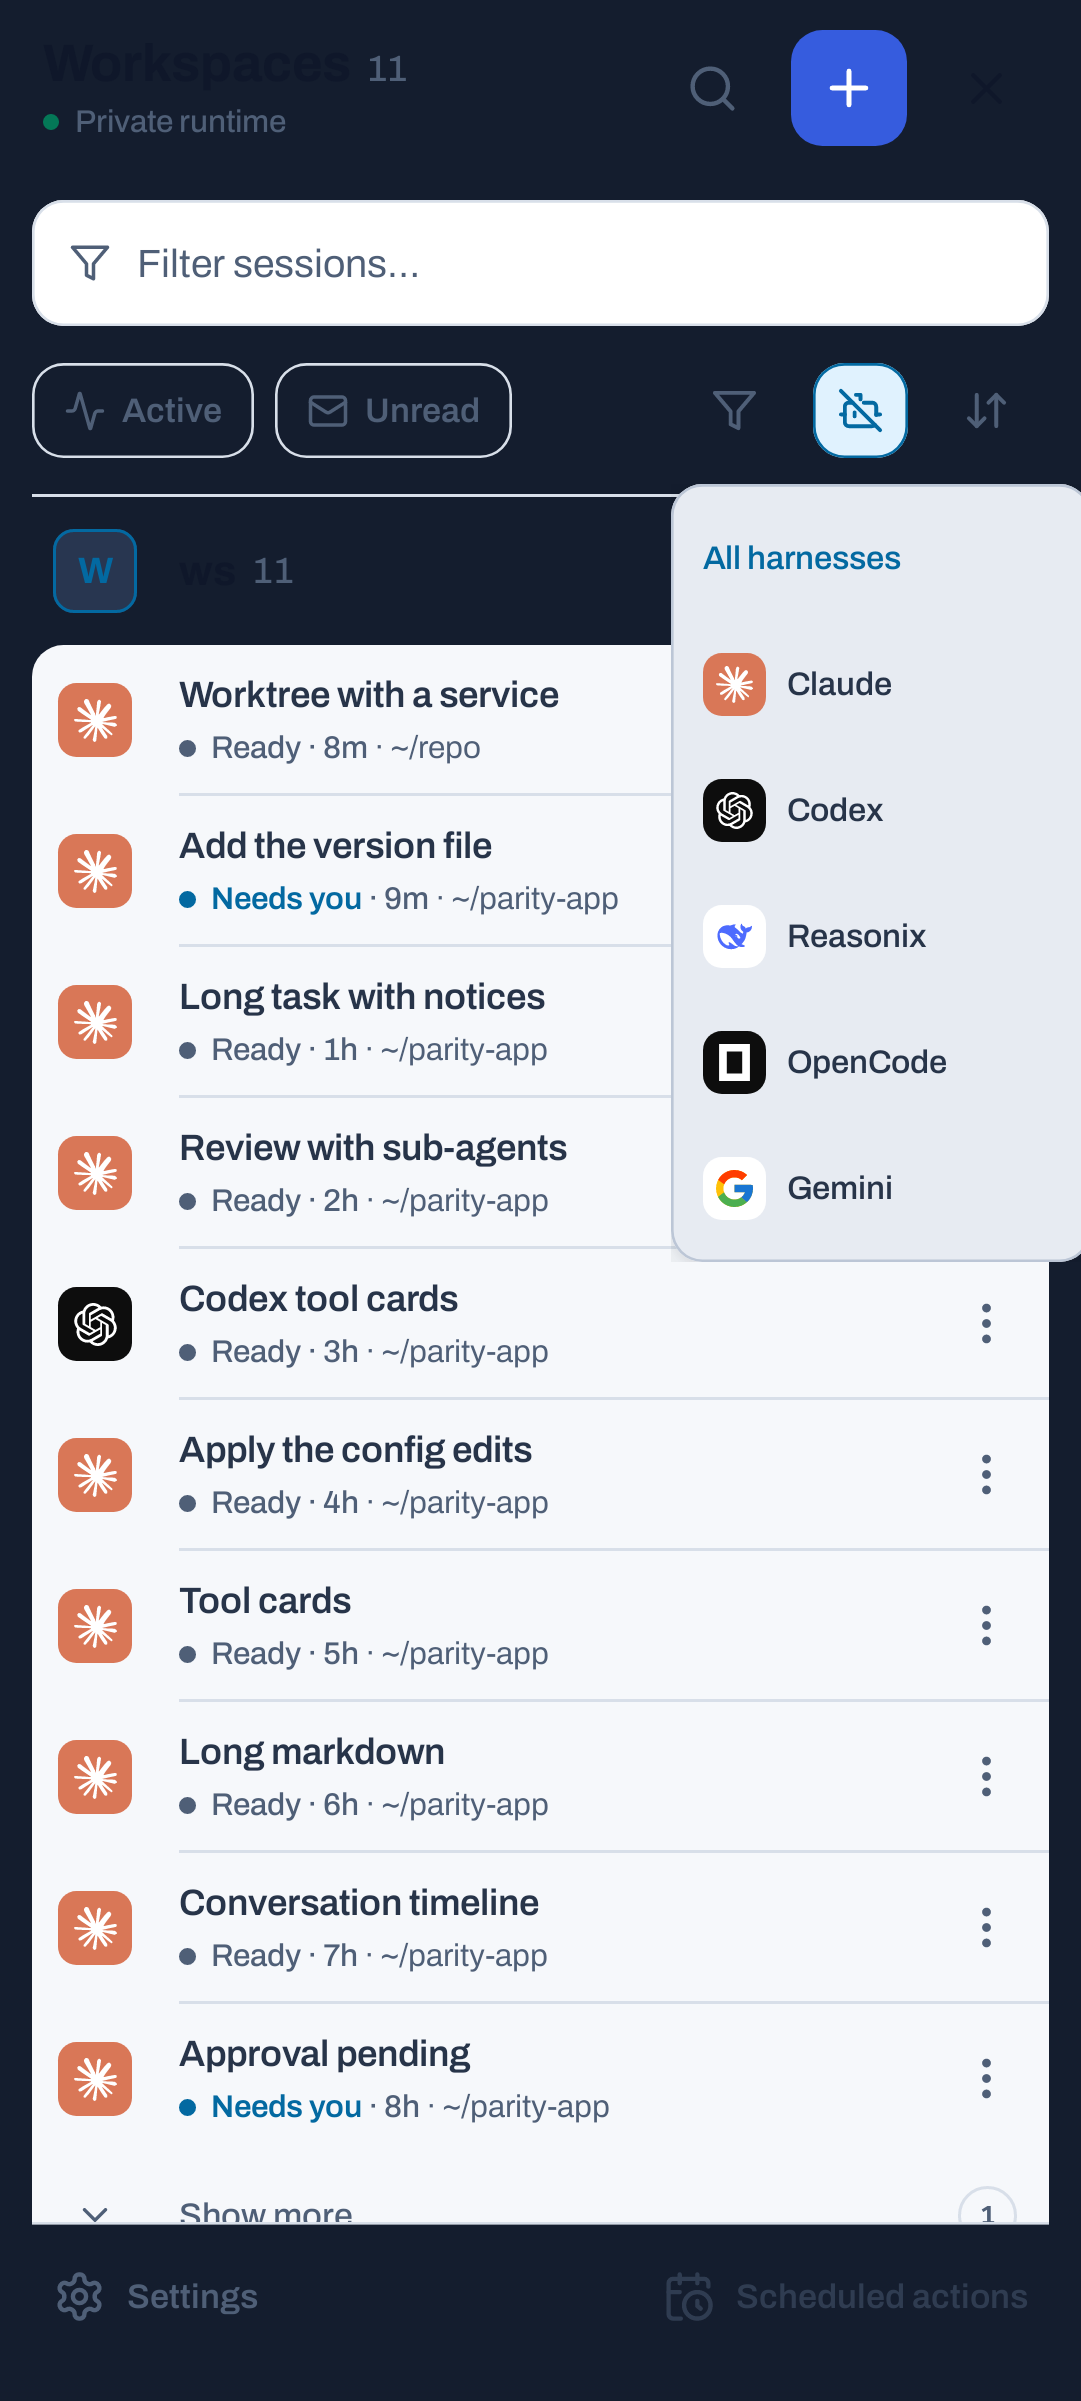 Workspaces 11
Private runtime
Filter sessions...
Active
Unread
All harnesses
W
ws 11
Claude
Worktree with a service
Ready · 8m · ~/repo
Codex
Add the version file
Needs you · 9m · ~/parity-app
Reasonix
Long task with notices
Ready · 1h · ~/parity-app
OpenCode
Review with sub-agents
Ready · 2h · ~/parity-app
Gemini
Codex tool cards
Ready · 3h · ~/parity-app
Apply the config edits
Ready · 4h · ~/parity-app
Tool cards
Ready · 5h · ~/parity-app
Long markdown
Ready · 6h · ~/parity-app
Conversation timeline
Ready · 7h · ~/parity-app
Approval pending
Needs you · 8h · ~/parity-app
Show more
1
Settings
Scheduled actions